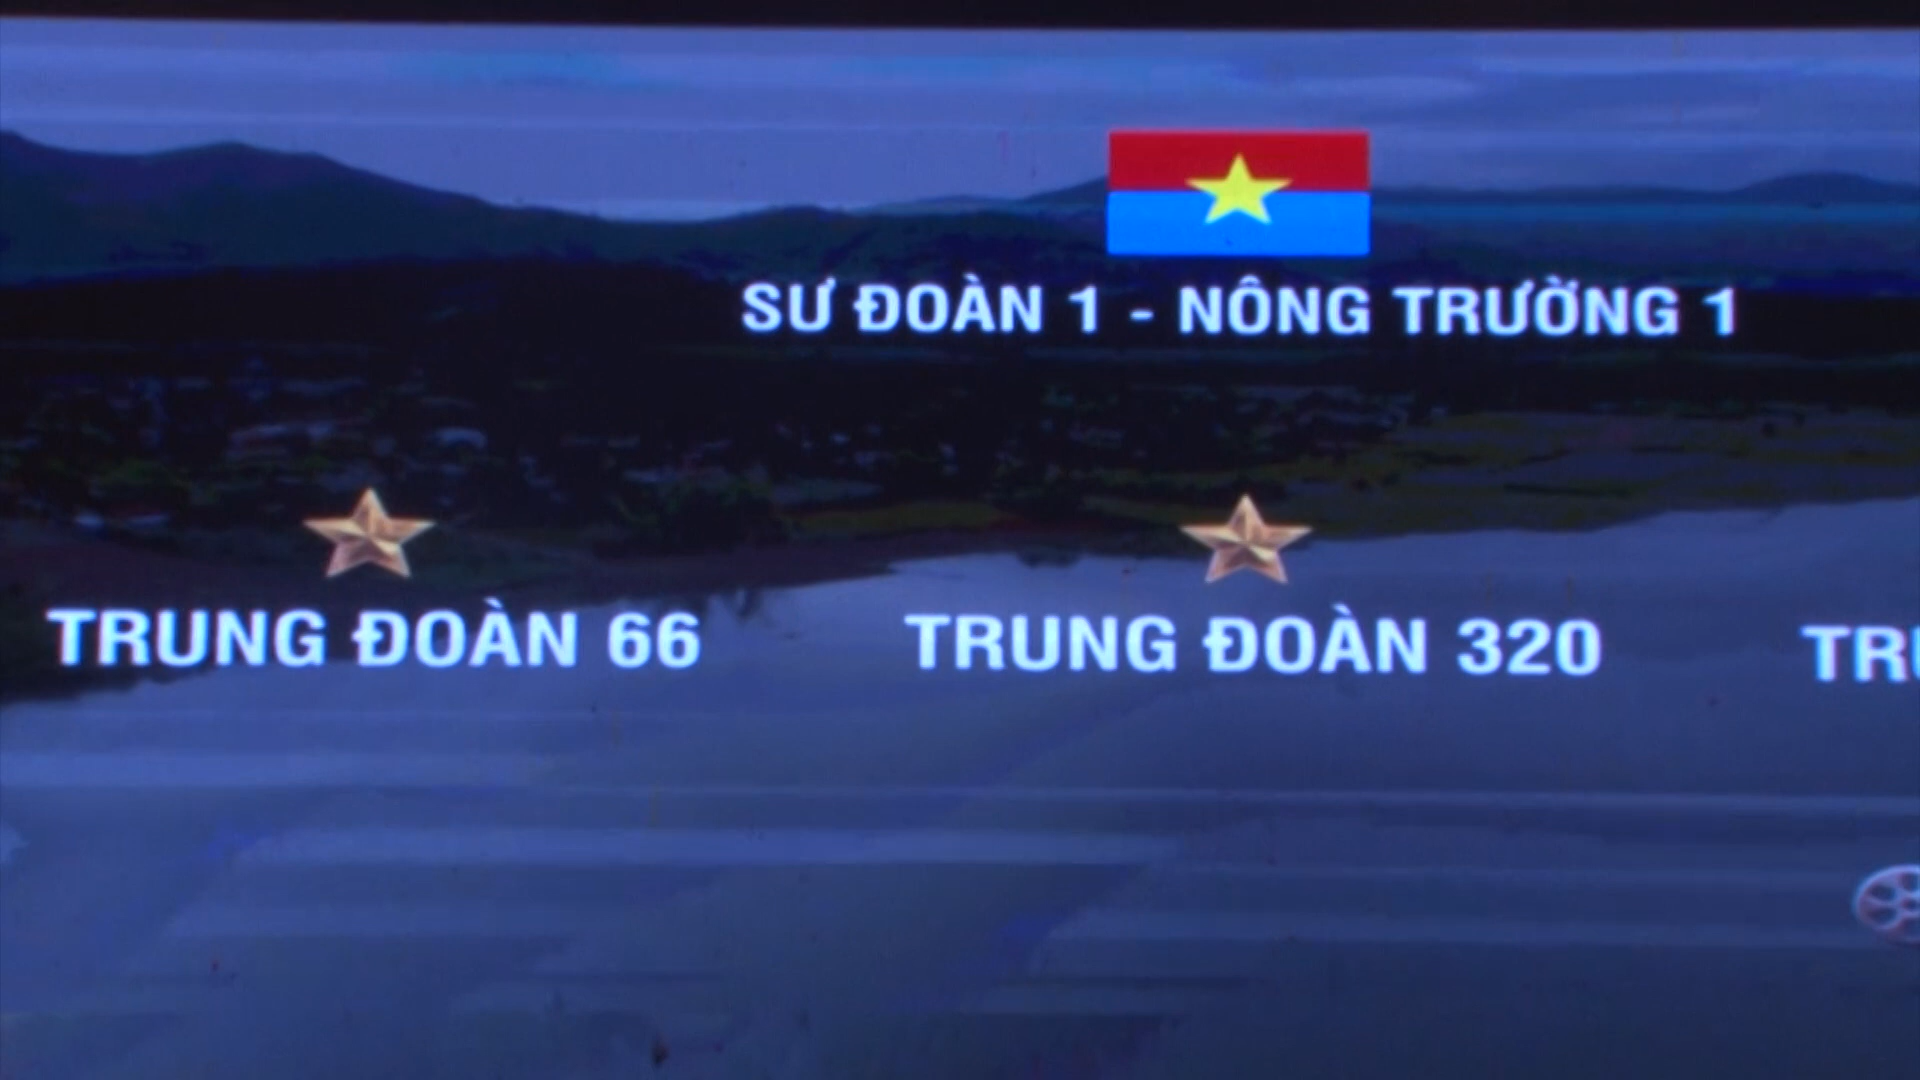 SƯ ĐOÀN 1 - NÔNG TRƯỜNG 1
TRUNG ĐOÀN 66
TRUNG ĐOÀN 320